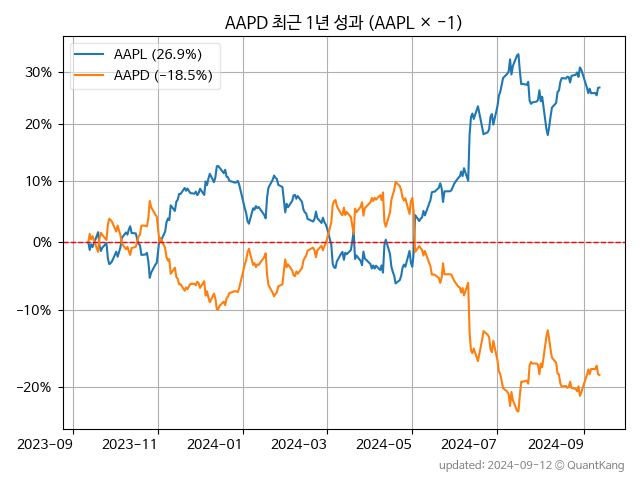 AAPD 최근 1년 성과 (AAPL × −1)
AAPL (26.9%)
AAPD (−18.5%)
30%
20%
10%
0%
−10%
−20%
2023-09 2023-11 2024-01 2024-03 2024-05 2024-07 2024-09
updated: 2024-09-12 © QuantKang